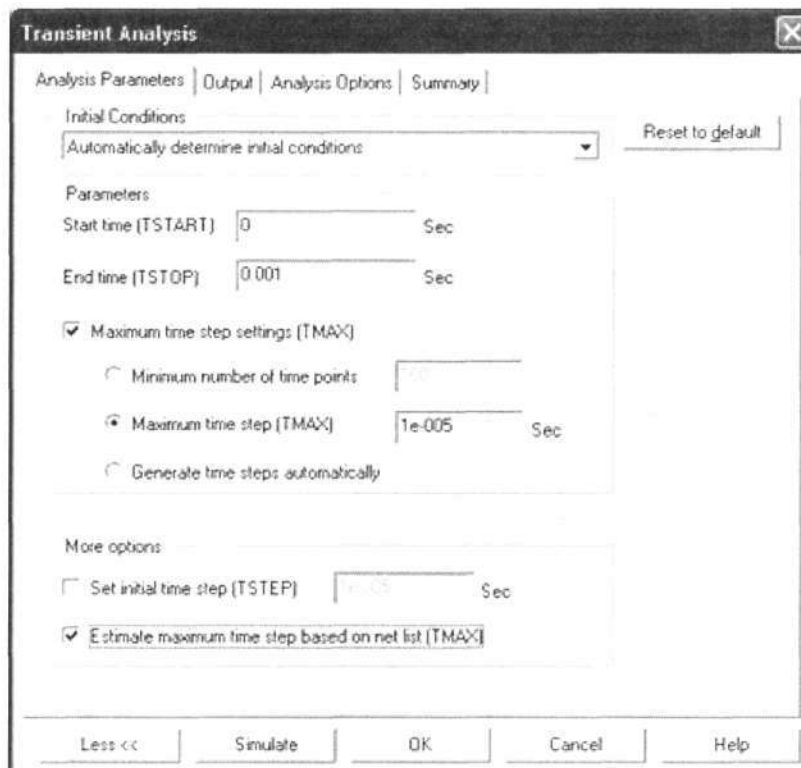 Transient Analysis
Analysis Parameters Output Analysis Options Summary
Initial Conditions
Automatically determine initial conditions
Reset to default
Parameters
Start time (TSTART) 0 Sec
End time (TSTOP) 0.001 Sec
Maximum time step settings (TMAX)
Minimum number of time points
Maximum time step (TMAX) 1e-005 Sec
Generate time steps automatically
More options
Set initial time step (TSTEP) Sec
Estimate maximum time step based on net list (TMAX)
Less << Simulate OK Cancel Help